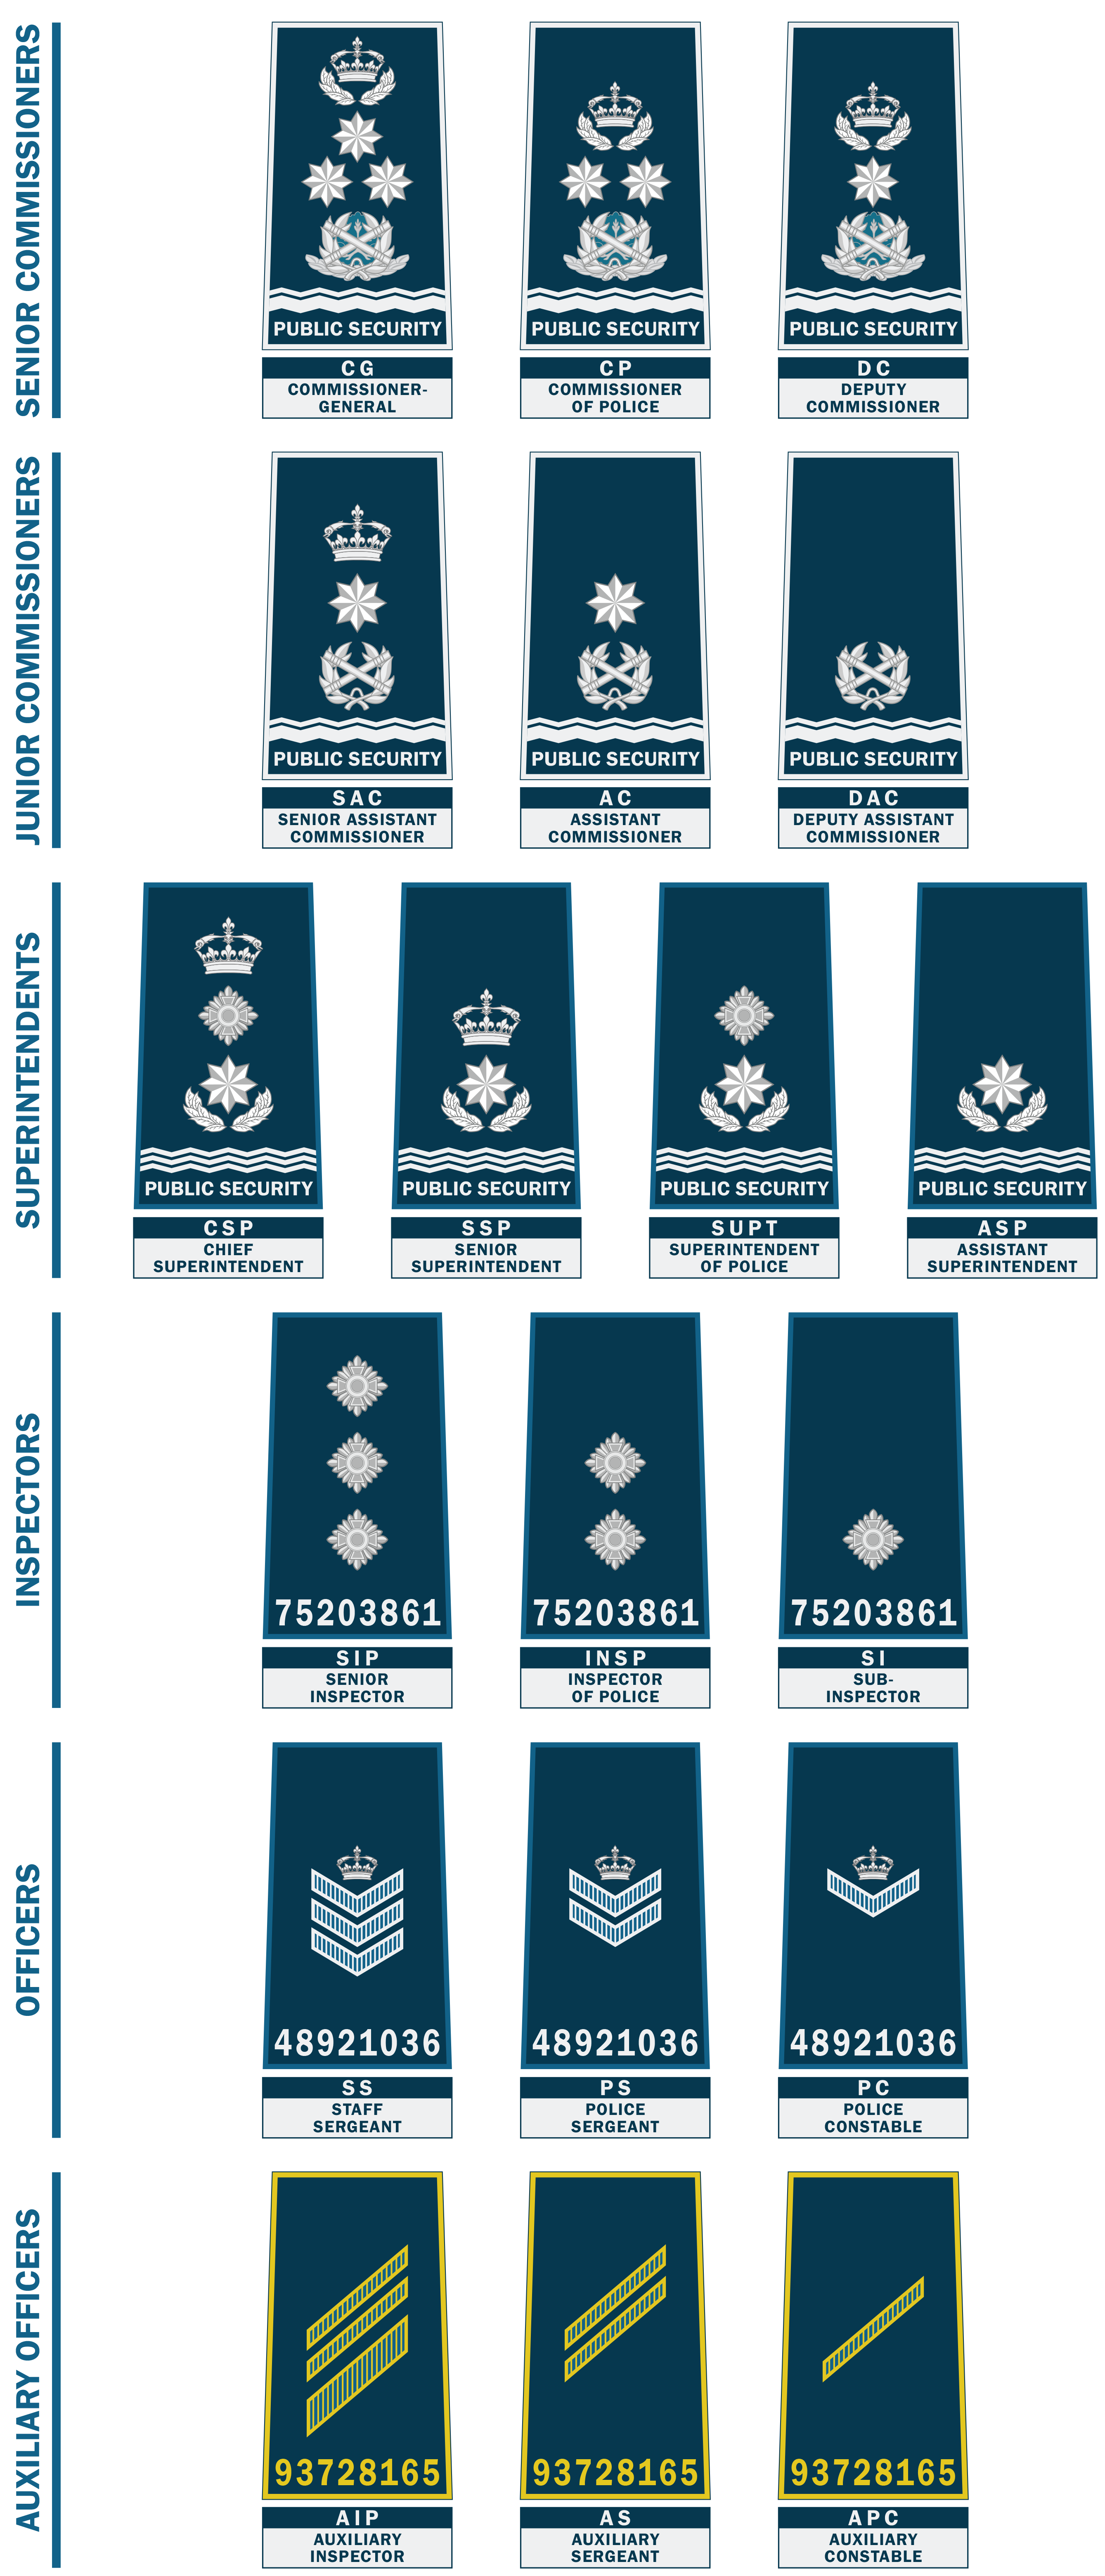 SENIOR COMMISSIONERS
PUBLIC SECURITY
CG
COMMISSIONER-
GENERAL
PUBLIC SECURITY
CP
COMMISSIONER
OF POLICE
PUBLIC SECURITY
DC
DEPUTY
COMMISSIONER
JUNIOR COMMISSIONERS
PUBLIC SECURITY
SAC
SENIOR ASSISTANT
COMMISSIONER
PUBLIC SECURITY
AC
ASSISTANT
COMMISSIONER
PUBLIC SECURITY
DAC
DEPUTY ASSISTANT
COMMISSIONER
SUPERINTENDENTS
PUBLIC SECURITY
CSP
CHIEF
SUPERINTENDENT
PUBLIC SECURITY
SSP
SENIOR
SUPERINTENDENT
PUBLIC SECURITY
SUPT
SUPERINTENDENT
OF POLICE
PUBLIC SECURITY
ASP
ASSISTANT
SUPERINTENDENT
INSPECTORS
75203861
SIP
SENIOR
INSPECTOR
75203861
INSP
INSPECTOR
OF POLICE
75203861
SI
SUB-
INSPECTOR
OFFICERS
48921036
SS
STAFF
SERGEANT
48921036
PS
POLICE
SERGEANT
48921036
PC
POLICE
CONSTABLE
AUXILIARY OFFICERS
93728165
AIP
AUXILIARY
INSPECTOR
93728165
AS
AUXILIARY
SERGEANT
93728165
APC
AUXILIARY
CONSTABLE